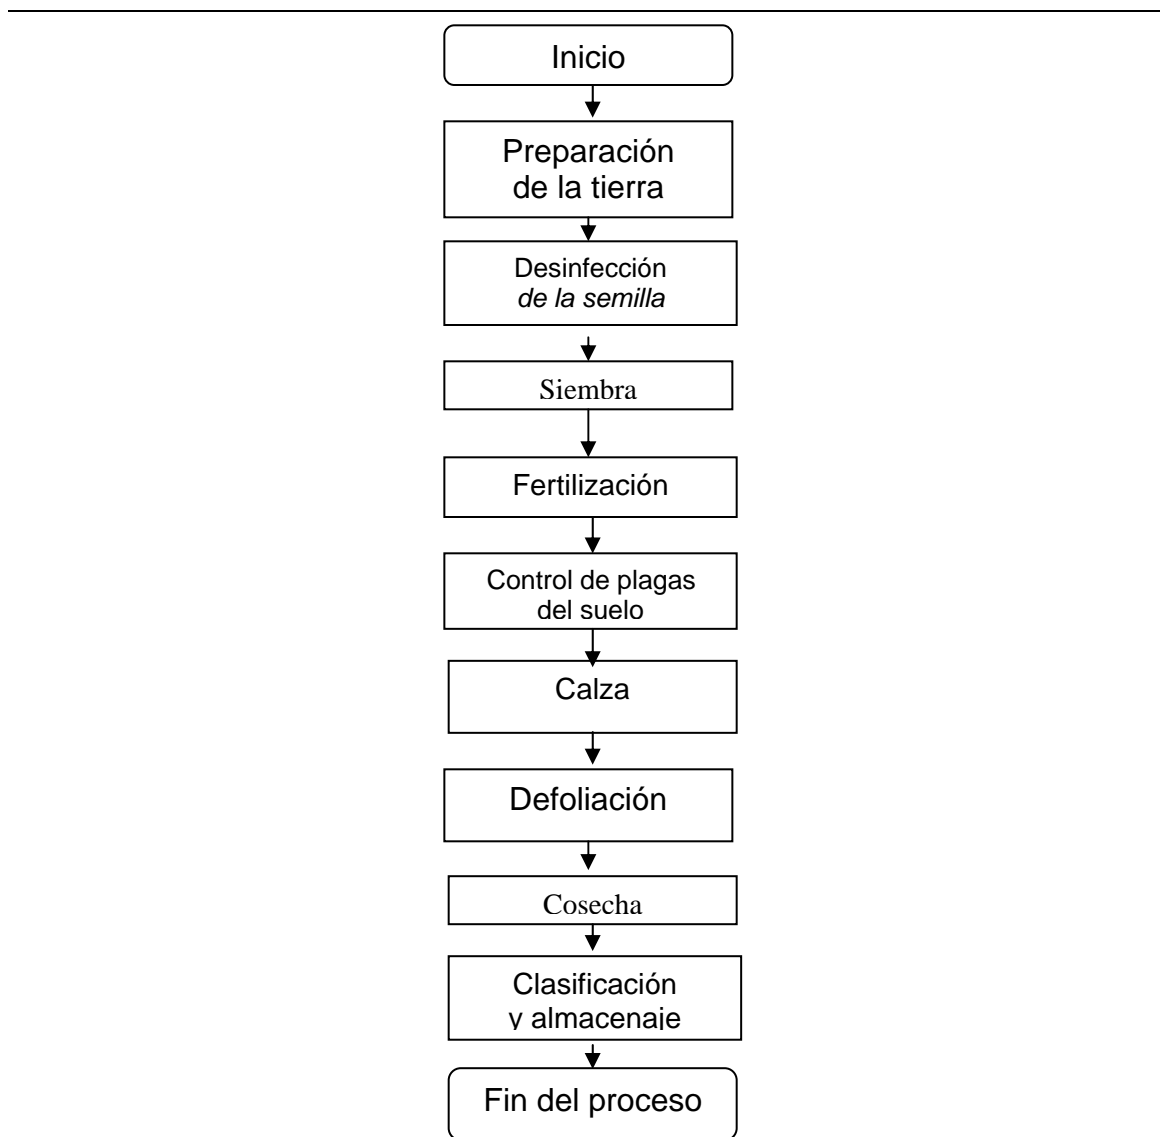 Inicio
Preparación
de la tierra
Desinfección
de la semilla
Siembra
Fertilización
Control de plagas
del suelo
Calza
Defoliación
Cosecha
Clasificación
y almacenaje
Fin del proceso